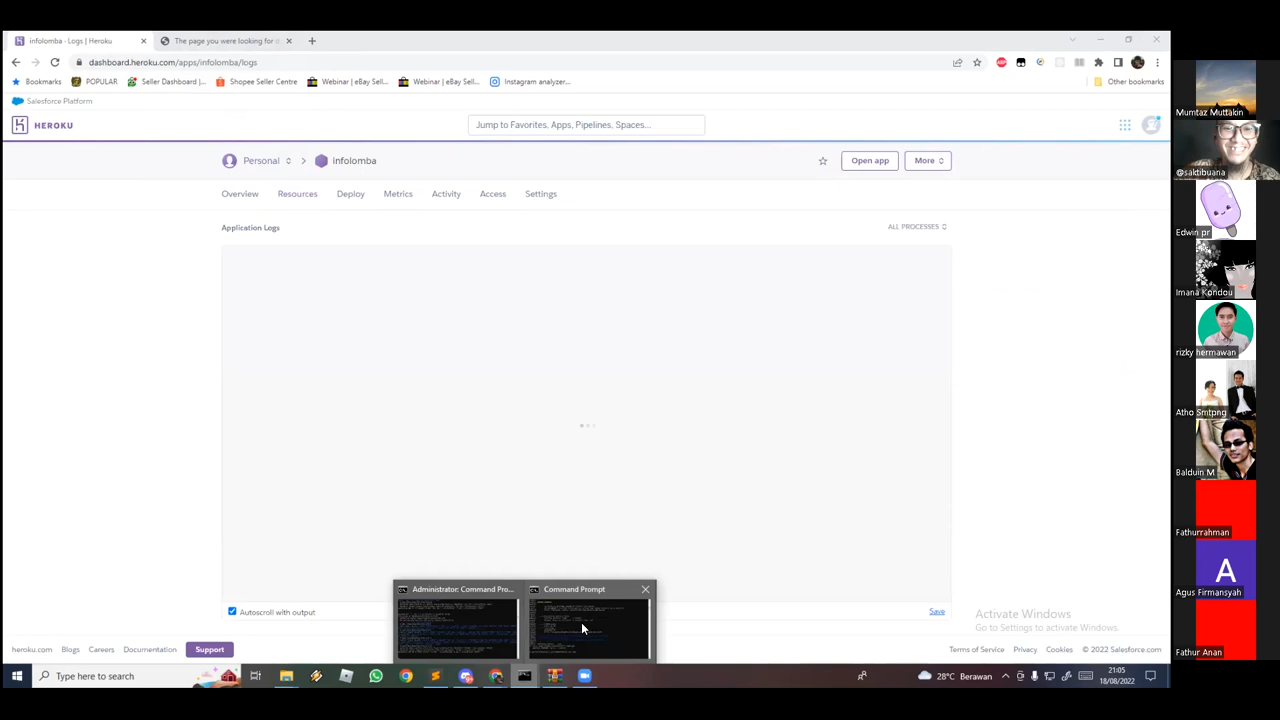 infolomba - Logs | Heroku
The page you were looking for d
dashboard.heroku.com/apps/infolomba/logs
Bookmarks
POPULAR
Seller Dashboard |...
Shopee Seller Centre
Webinar | eBay Sell...
Webinar | eBay Sell...
Instagram analyzer...
Other bookmarks
Salesforce Platform
HEROKU
Jump to Favorites, Apps, Pipelines, Spaces...
Personal > infolomba
Open app
More
Overview
Resources
Deploy
Metrics
Activity
Access
Settings
Application Logs
ALL PROCESSES
Administrator: Command Pro...
Command Prompt
Autoscroll with output
Save
Activate Windows
Go to Settings to activate Windows.
heroku.com
Blogs
Careers
Documentation
Support
Terms of Service
Privacy
Cookies
© 2022 Salesforce.com
Type here to search
28°C Berawan
21:05
18/08/2022
Mumtaz Muttakin
@saktibuana
Edwin pr
Imana Kondou
rizky hermawan
Atho Smtpng
Balduin M
Fathurrahman
A
Agus Firmansyah
Fathur Anan